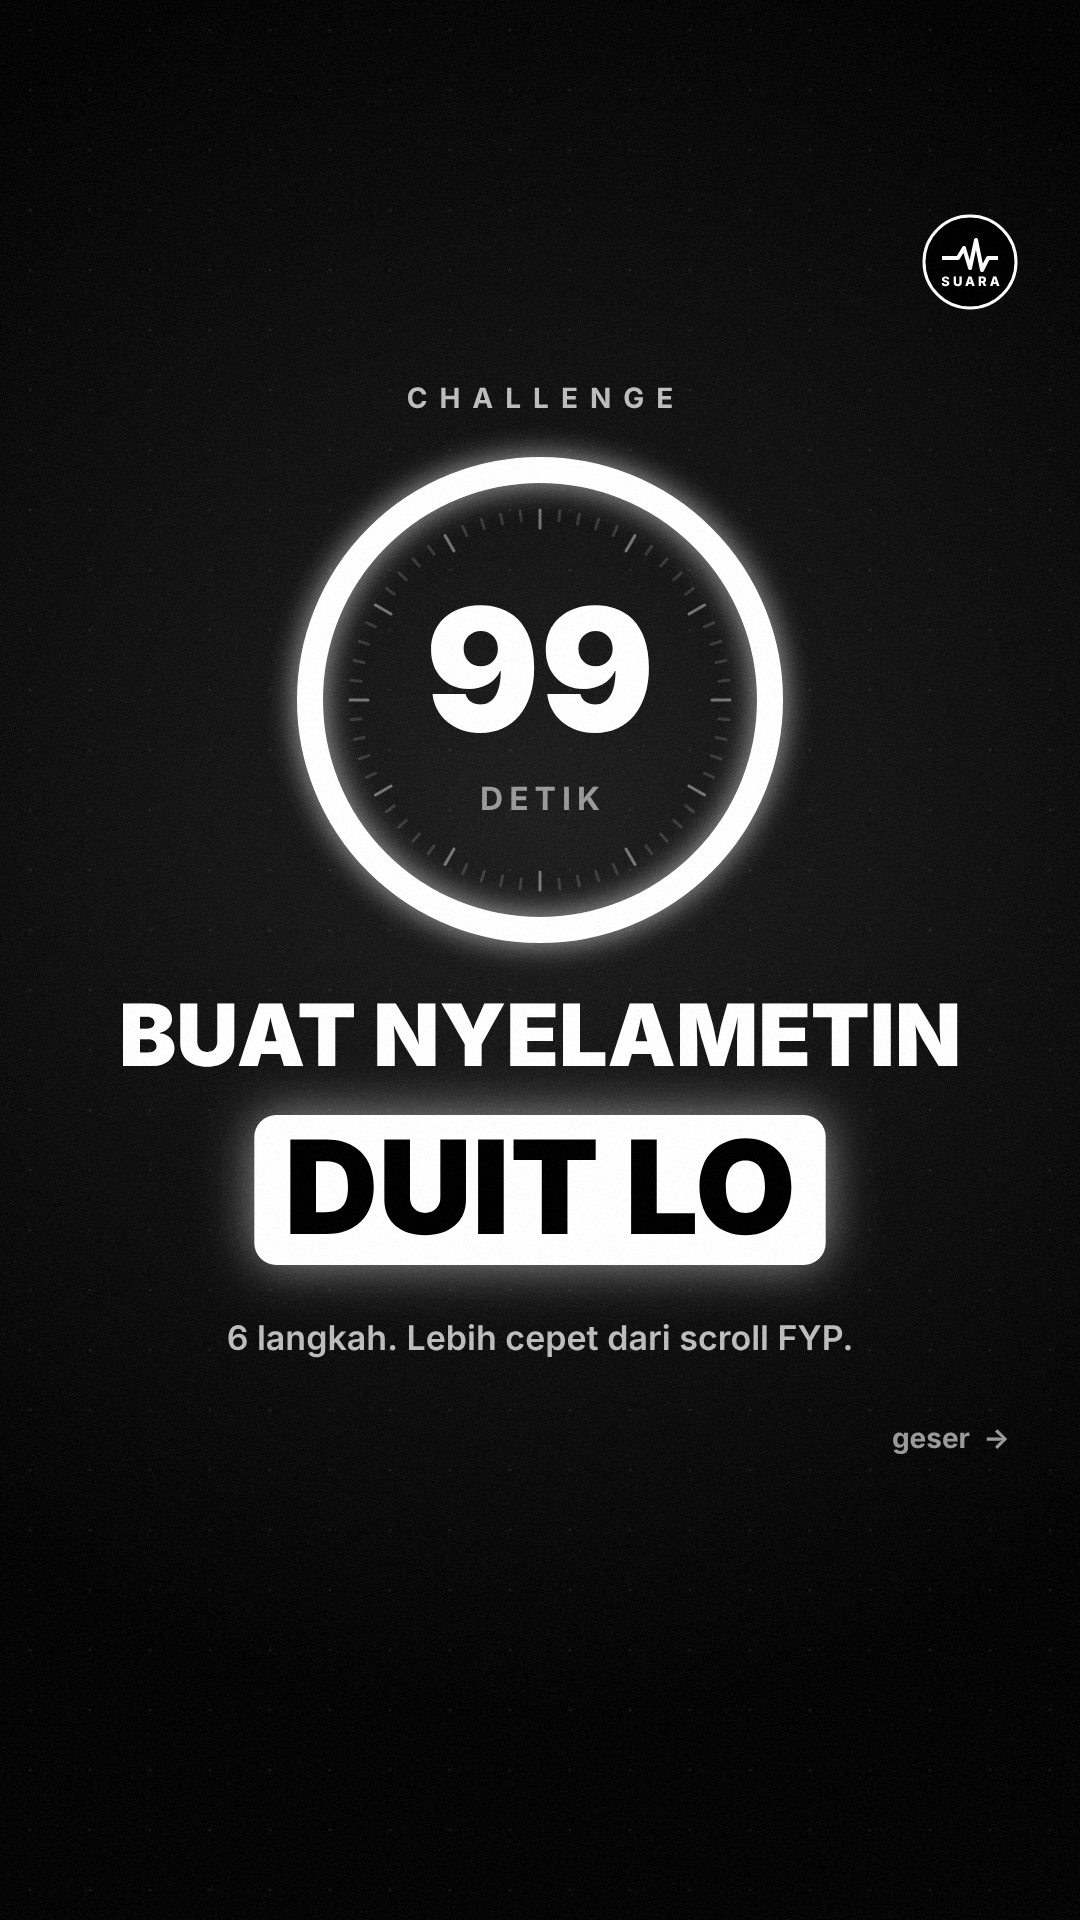 SUARA
CHALLENGE
99
DETIK
BUAT NYELAMETIN
DUIT LO
6 langkah. Lebih cepet dari scroll FYP.
geser →